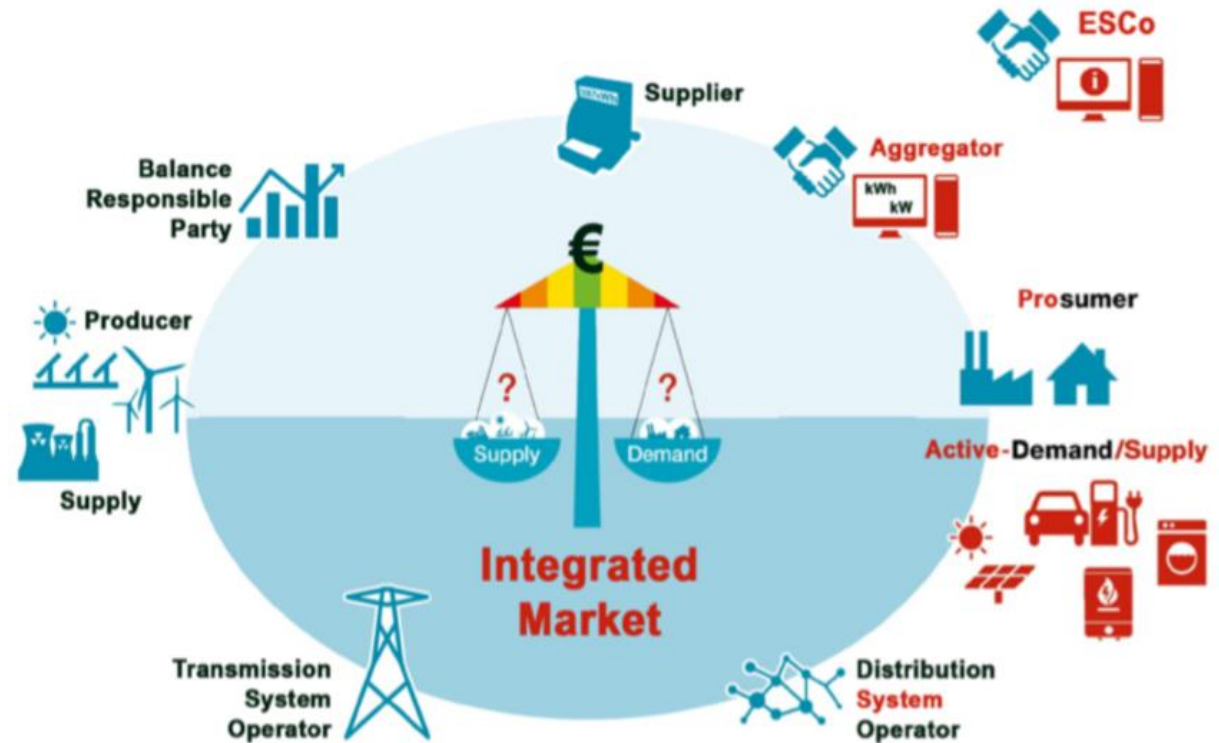 ESCo
i
Supplier
Aggregator
kWh
kW
Balance
Responsible
Party
€
Prosumer
Producer
? ?
Supply Demand
Active-Demand/Supply
Supply
Integrated
Market
Transmission
System
Operator
Distribution
System
Operator